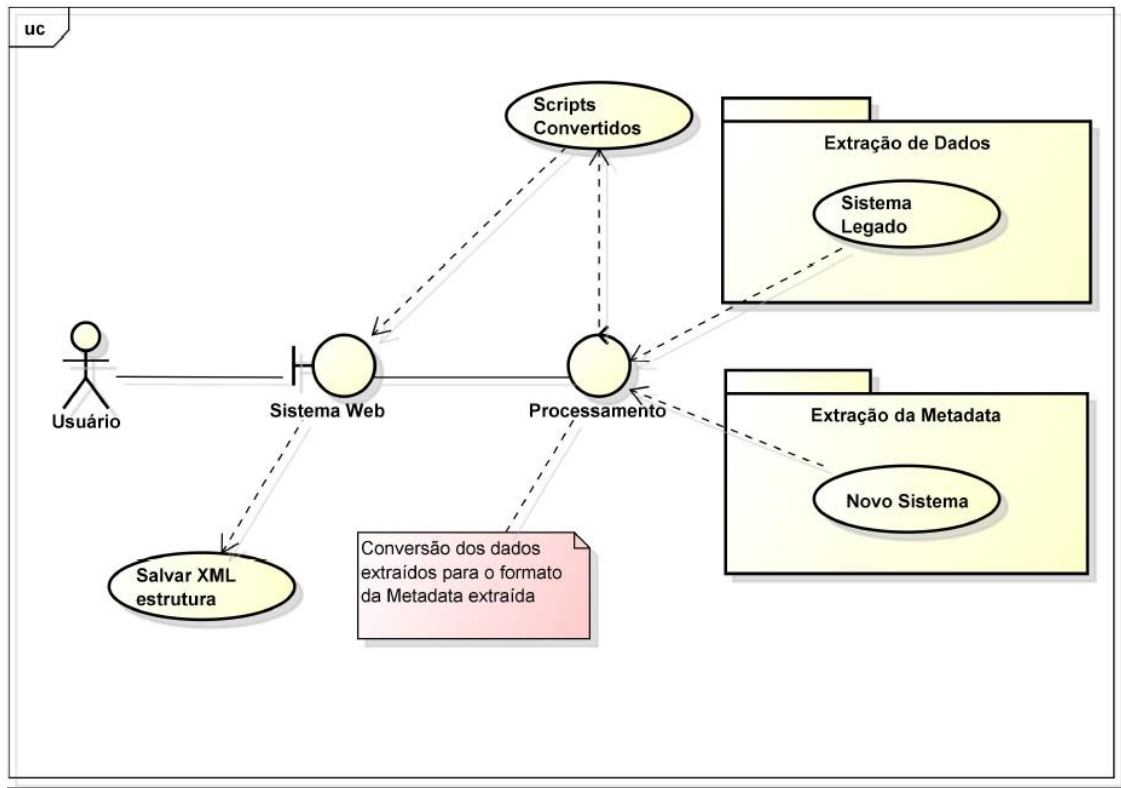 uc
Scripts
Convertidos
Extração de Dados
Sistema
Legado
Usuário
Sistema Web
Processamento
Extração da Metadata
Novo Sistema
Conversão dos dados
extraídos para o formato
da Metadata extraída
Salvar XML
estrutura